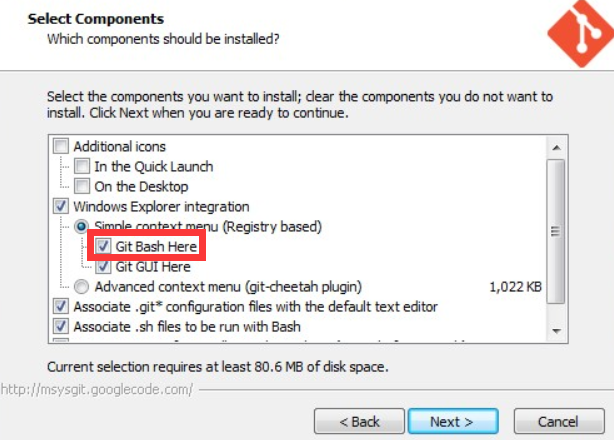 Select Components
Which components should be installed?
Select the components you want to install; clear the components you do not want to
install. Click Next when you are ready to continue.
Additional icons
In the Quick Launch
On the Desktop
Windows Explorer integration
Simple context menu (Registry based)
Git Bash Here
Git GUI Here
Advanced context menu (git-cheetah plugin) 1,022 KB
Associate .git* configuration files with the default text editor
Associate .sh files to be run with Bash
Current selection requires at least 80.6 MB of disk space.
http://msysgit.googlecode.com/
< Back Next > Cancel